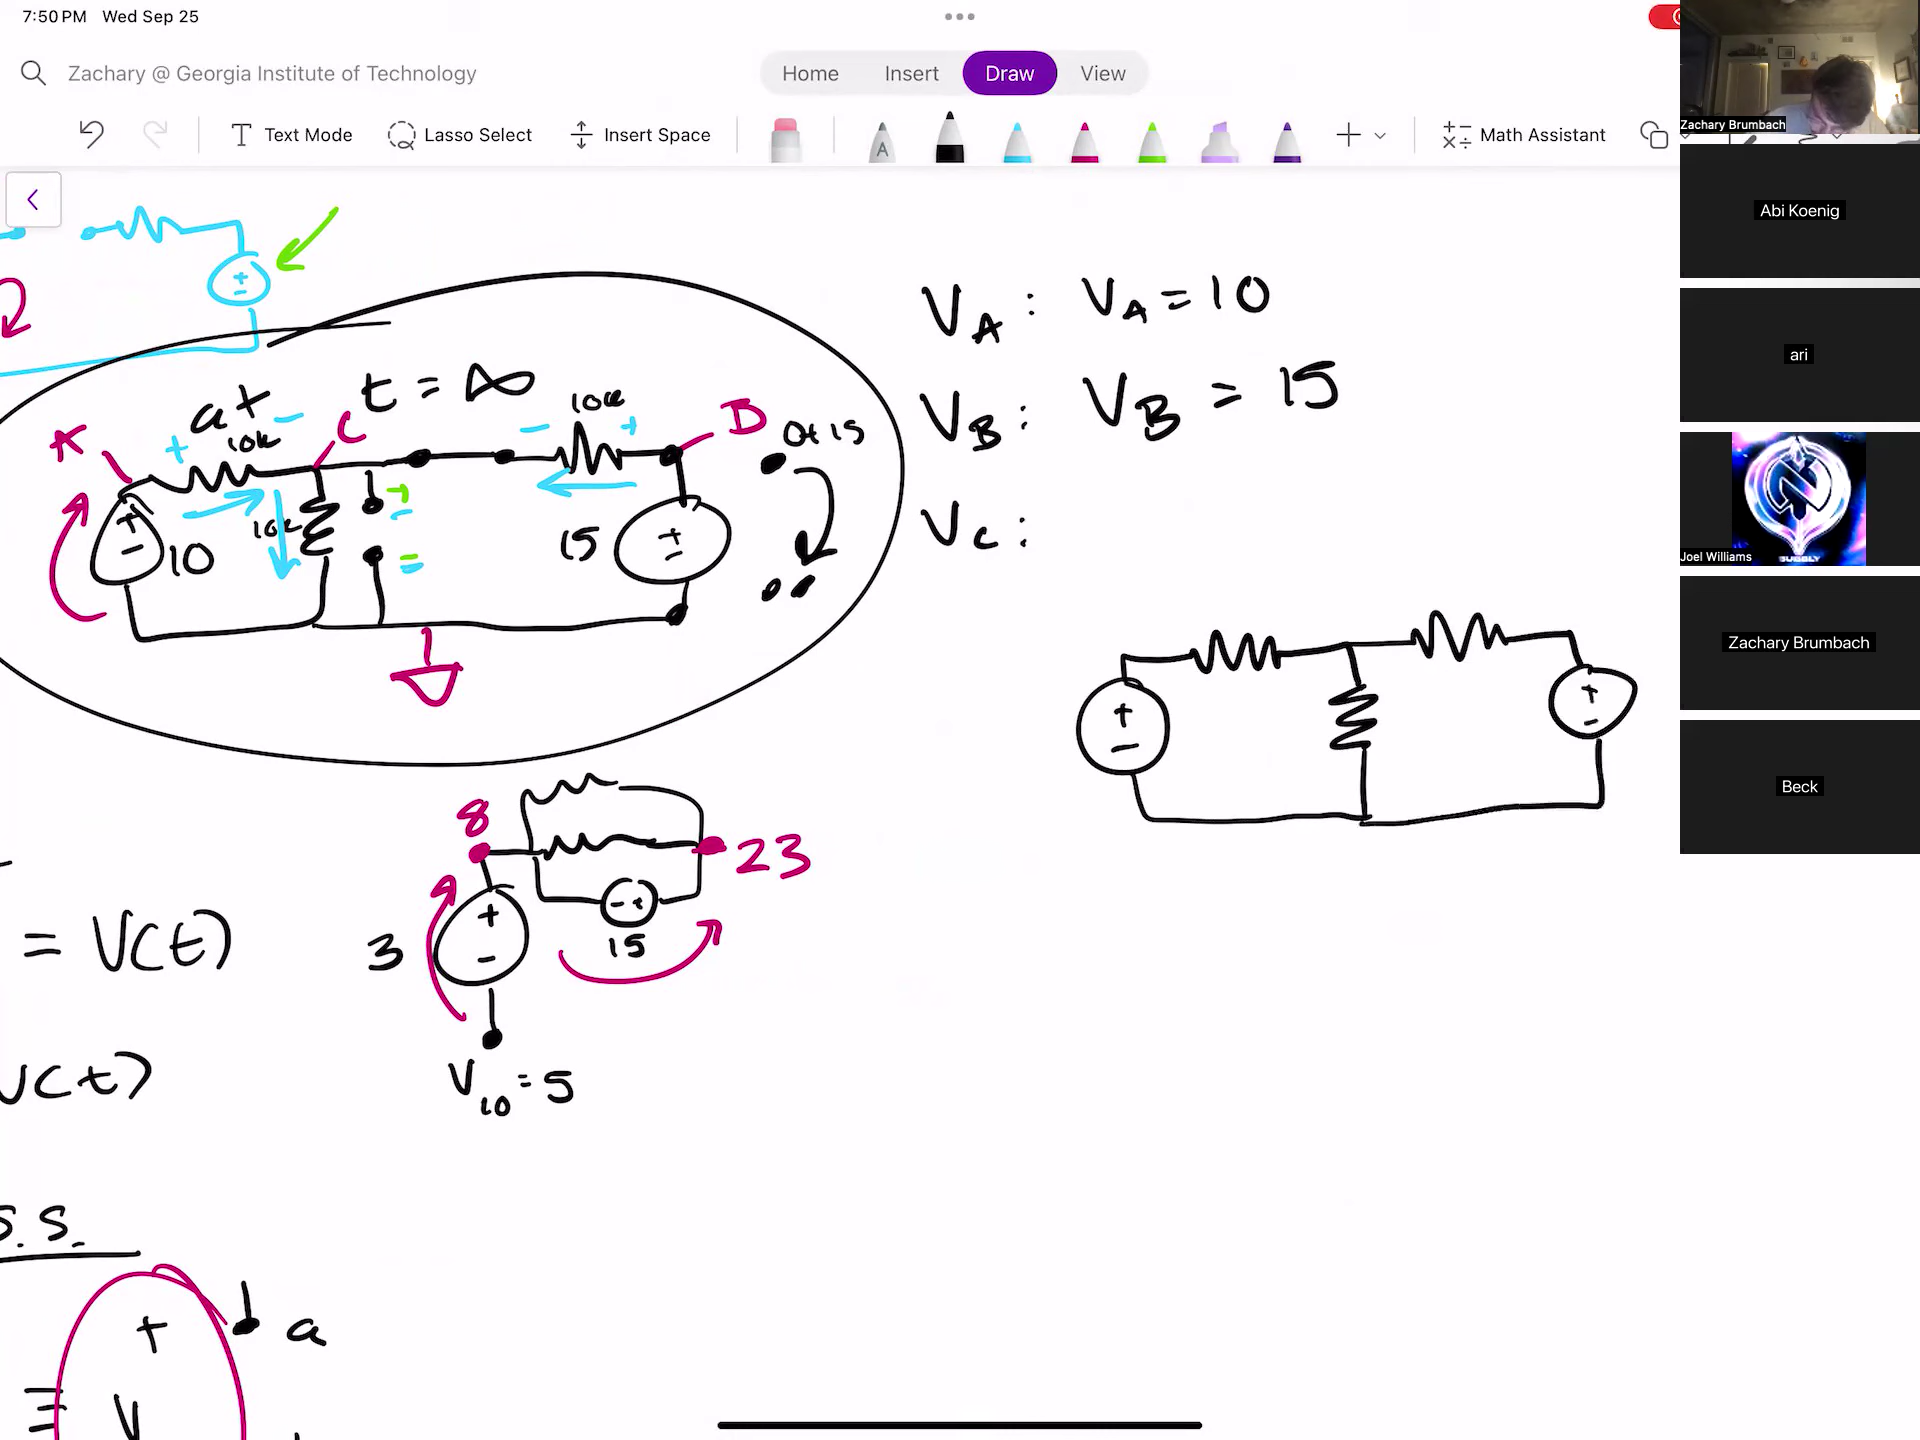 7:50 PM Wed Sep 25
Zachary @ Georgia Institute of Technology
Home Insert Draw View
Text Mode Lasso Select Insert Space Math Assistant
A
Zachary Brumbach
Abi Koenig
ari
Joel Williams
BUBBLY
Zachary Brumbach
Beck
at t = ∞
A + 10k - C - 10k + B 0+15
10 10k + - 15 + -
V_A : V_A = 10
V_B : V_B = 15
V_C :
8
23
3 + - - + 15
V_10 = 5
= V(t)
V(t)
S.S.
+ a
V